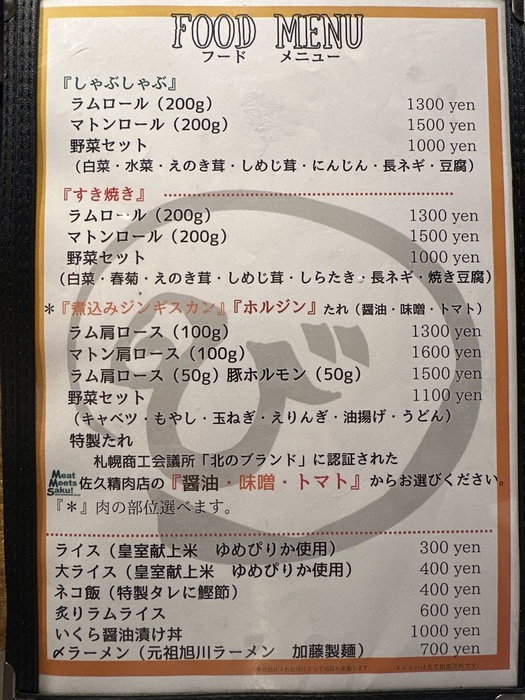 FOOD MENU
フード メニュー
『しゃぶしゃぶ』
ラムロール（200g） 1300 yen
マトンロール（200g） 1500 yen
野菜セット 1000 yen
（白菜・水菜・えのき茸・しめじ茸・にんじん・長ネギ・豆腐）
『すき焼き』
ラムロール（200g） 1300 yen
マトンロール（200g） 1500 yen
野菜セット 1000 yen
（白菜・春菊・えのき茸・しめじ茸・しらたき・長ネギ・焼き豆腐）
＊『煮込みジンギスカン』『ホルジン』たれ（醤油・味噌・トマト）
ラム肩ロース（100g） 1300 yen
マトン肩ロース（100g） 1600 yen
ラム肩ロース（50g）豚ホルモン（50g） 1500 yen
野菜セット 1100 yen
（キャベツ・もやし・玉ねぎ・えりんぎ・油揚げ・うどん）
特製たれ
札幌商工会議所「北のブランド」に認証された
Meat Meets Saku! 佐久精肉店の『醤油・味噌・トマト』からお選びください。
『＊』肉の部位選べます。
ライス（皇室献上米 ゆめぴりか使用） 300 yen
大ライス（皇室献上米 ゆめぴりか使用） 400 yen
ネコ飯（特製タレに鰹節） 400 yen
炙りラムライス 600 yen
いくら醤油漬け丼 1000 yen
〆ラーメン（元祖旭川ラーメン 加藤製麺） 700 yen